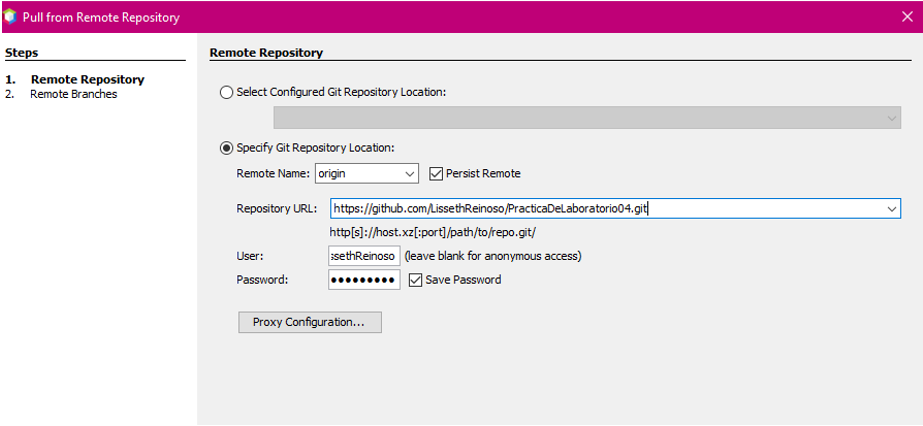 Pull from Remote Repository
Steps
1. Remote Repository
2. Remote Branches
Remote Repository
Select Configured Git Repository Location:
Specify Git Repository Location:
Remote Name: origin Persist Remote
Repository URL: https://github.com/LissethReinoso/PracticaDeLaboratorio04.git
http[s]://host.xz[:port]/path/to/repo.git/
User: ssethReinoso (leave blank for anonymous access)
Password: ••••••••• Save Password
Proxy Configuration...